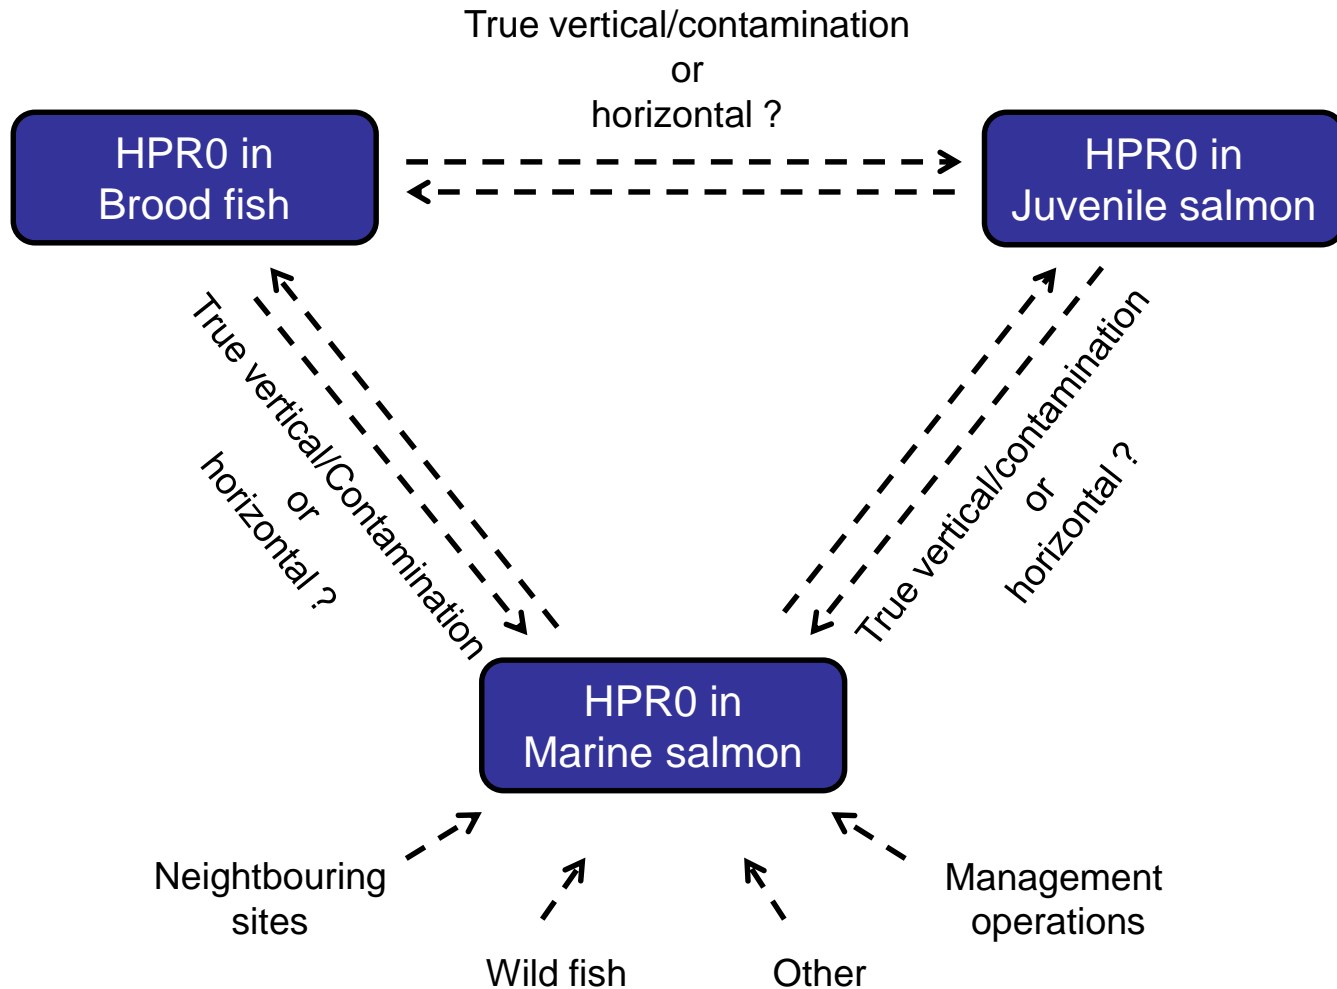 True vertical/contamination
or
horizontal ?
HPR0 in
Brood fish
HPR0 in
Juvenile salmon
True vertical/Contamination
or
horizontal ?
True vertical/contamination
or
horizontal ?
HPR0 in
Marine salmon
Neightbouring
sites
Wild fish
Other
Management
operations